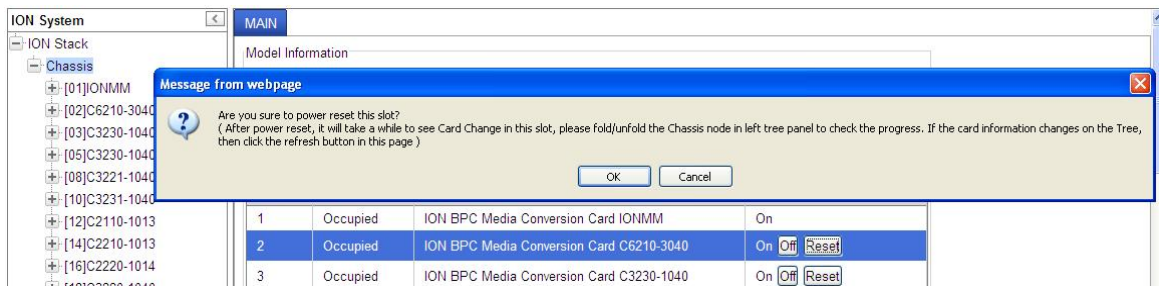 ION System
MAIN
ION Stack
Model Information
Chassis
[01]IONMM
[02]C6210-3040
[03]C3230-1040
[05]C3230-1040
[08]C3221-1040
[10]C3231-1040
[12]C2110-1013
[14]C2210-1013
[16]C2220-1014
Message from webpage
Are you sure to power reset this slot?
( After power reset, it will take a while to see Card Change in this slot, please fold/unfold the Chassis node in left tree panel to check the progress. If the card information changes on the Tree,
then click the refresh button in this page )
OK Cancel
1 Occupied ION BPC Media Conversion Card IONMM On
2 Occupied ION BPC Media Conversion Card C6210-3040 On Off Reset
3 Occupied ION BPC Media Conversion Card C3230-1040 On Off Reset